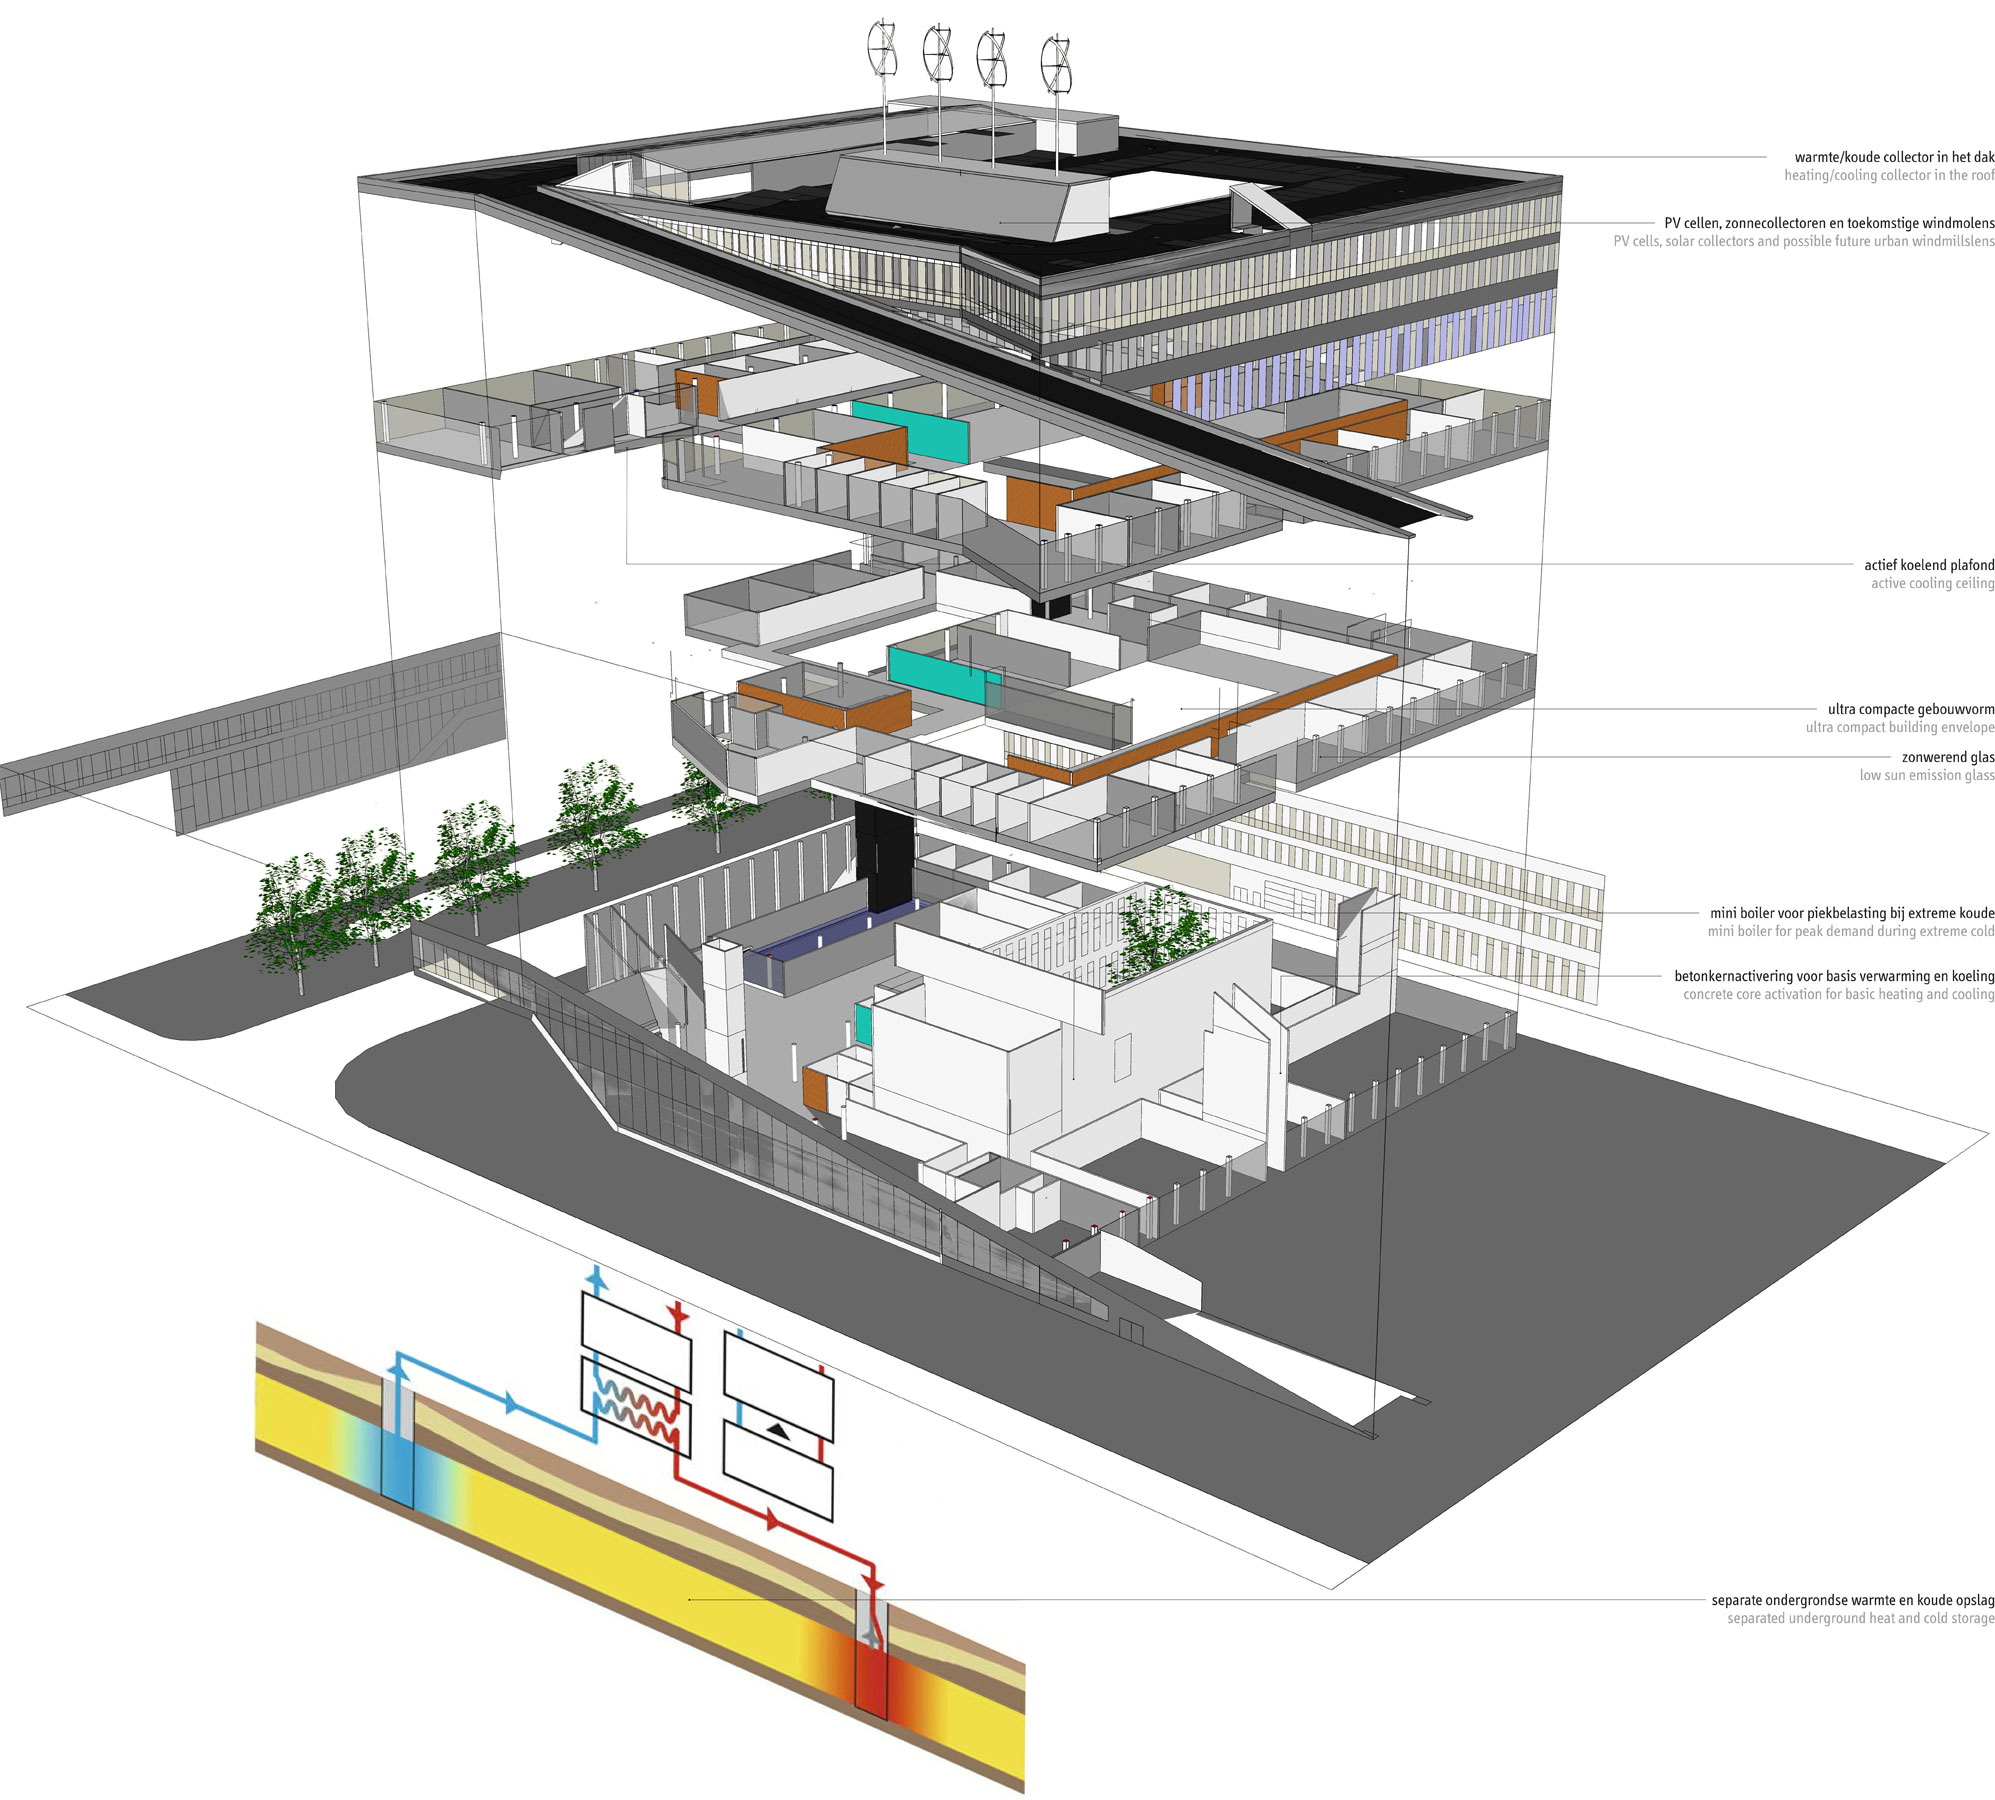 warmte/koude collector in het dak
heating/cooling collector in the roof
PV cellen, zonnecollectoren en toekomstige windmolens
PV cells, solar collectors and possible future urban windmillslens
actief koelend plafond
active cooling ceiling
ultra compacte gebouwvorm
ultra compact building envelope
zonwerend glas
low sun emission glass
mini boiler voor piekbelasting bij extreme koude
mini boiler for peak demand during extreme cold
betonkernactivering voor basis verwarming en koeling
concrete core activation for basic heating and cooling
separate ondergrondse warmte en koude opslag
separated underground heat and cold storage